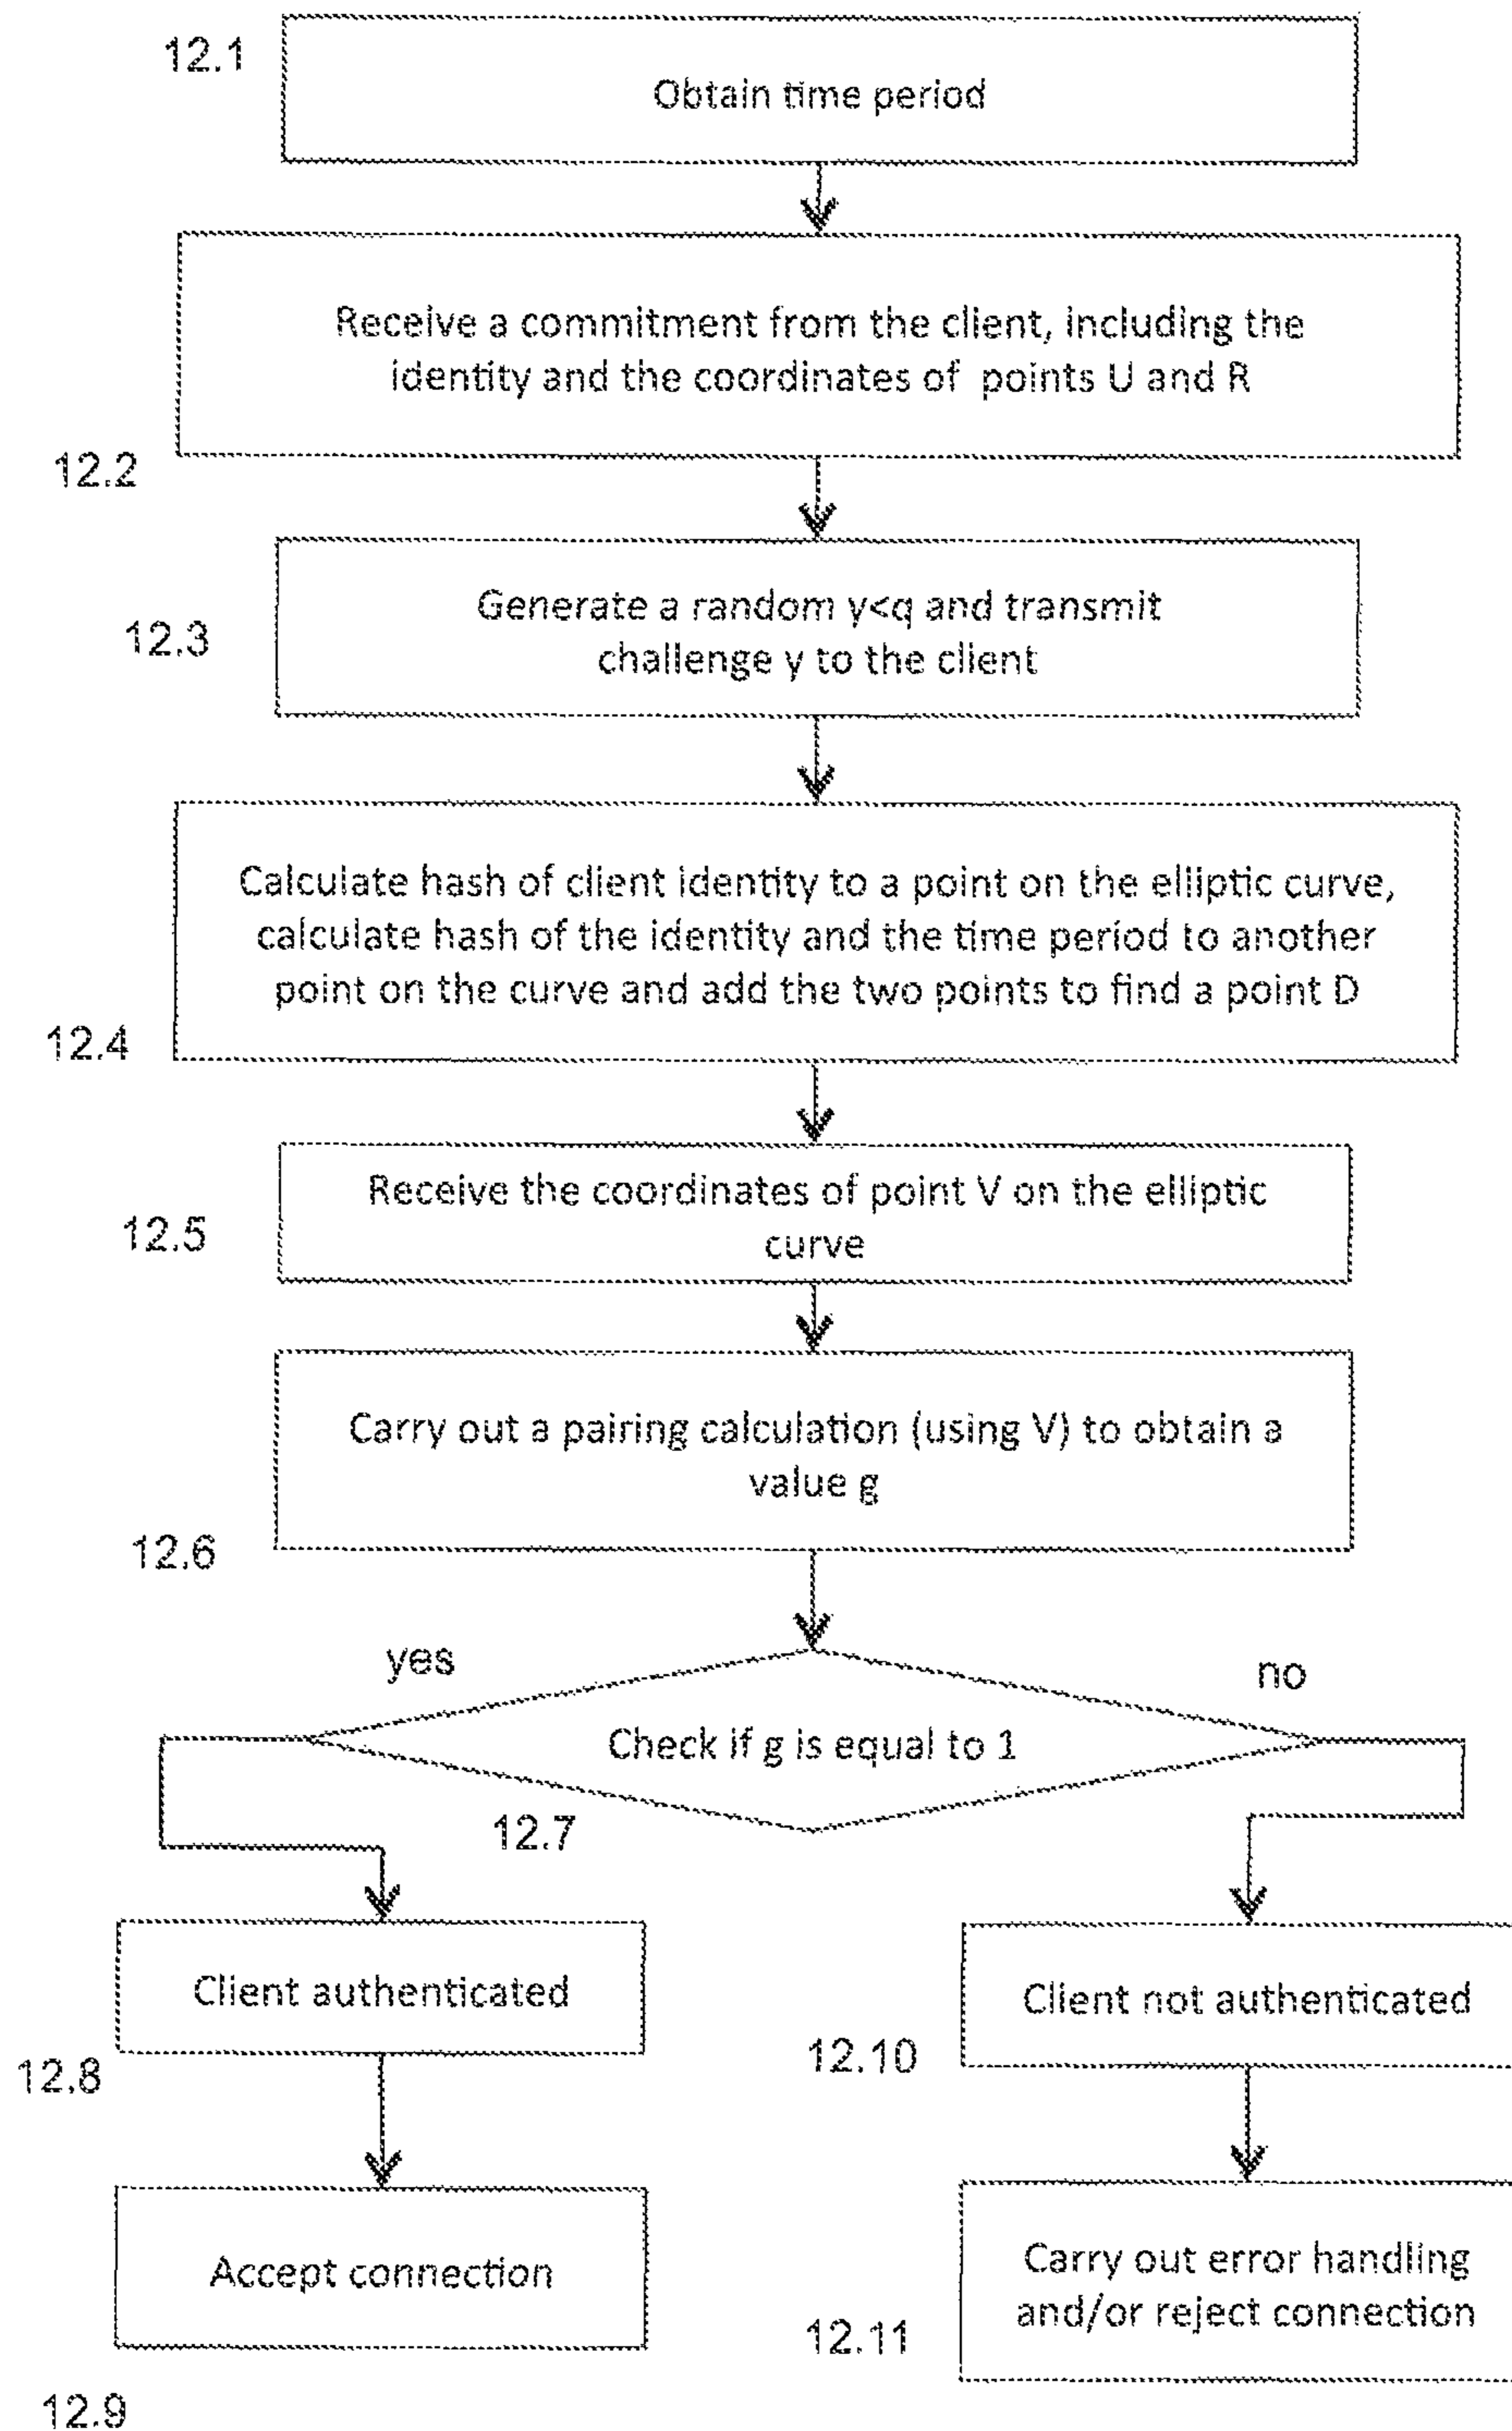 12.1
Obtain time period
Receive a commitment from the client, including the
identity and the coordinates of points U and R
12.2
Generate a random y<q and transmit
challenge y to the client
12.3
Calculate hash of client identity to a point on the elliptic curve,
calculate hash of the identity and the time period to another
point on the curve and add the two points to find a point D
12.4
Receive the coordinates of point V on the elliptic
curve
12.5
Carry out a pairing calculation (using V) to obtain a
value g
12.6
yes
no
Check if g is equal to 1
12.7
Client authenticated
12.8
Client not authenticated
12.10
Accept connection
12.9
Carry out error handling
and/or reject connection
12.11